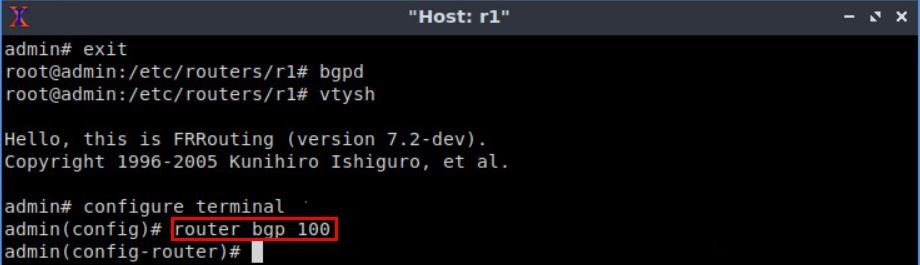 "Host: r1"
admin# exit
root@admin:/etc/routers/r1# bgpd
root@admin:/etc/routers/r1# vtysh
Hello, this is FRRouting (version 7.2-dev).
Copyright 1996-2005 Kunihiro Ishiguro, et al.
admin# configure terminal
admin(config)# router bgp 100
admin(config-router)#